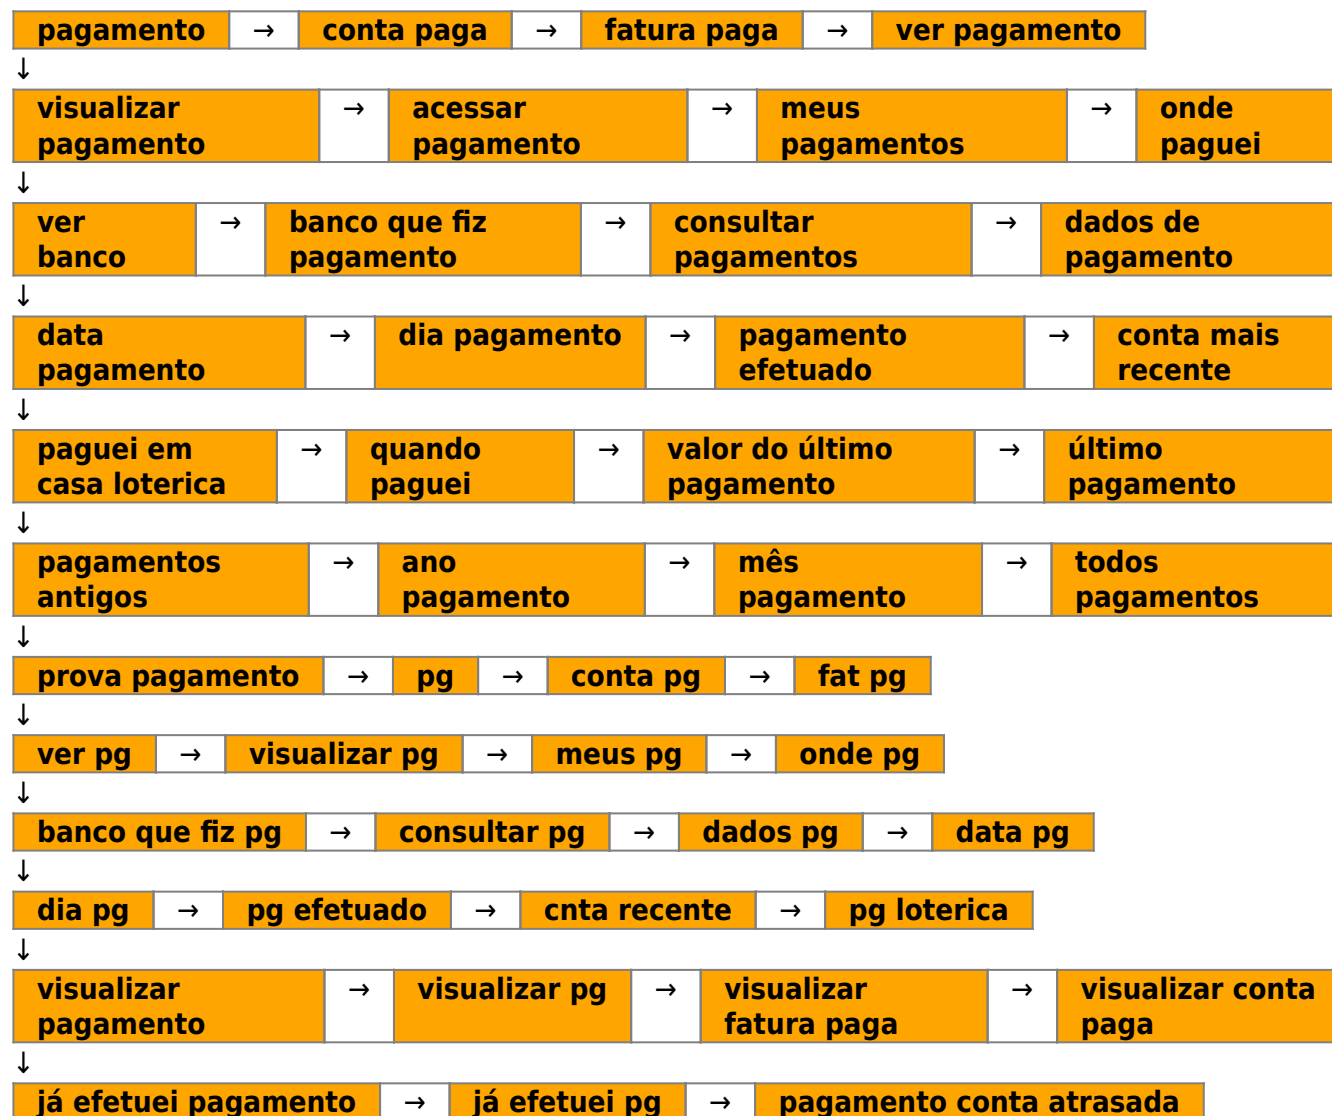 pagamento → conta paga → fatura paga → ver pagamento
↓
visualizar pagamento → acessar pagamento → meus pagamentos → onde paguei
↓
ver banco → banco que fiz pagamento → consultar pagamentos → dados de pagamento
↓
data pagamento → dia pagamento → pagamento efetuado → conta mais recente
↓
paguei em casa loterica → quando paguei → valor do último pagamento → último pagamento
↓
pagamentos antigos → ano pagamento → mês pagamento → todos pagamentos
↓
prova pagamento → pg → conta pg → fat pg
↓
ver pg → visualizar pg → meus pg → onde pg
↓
banco que fiz pg → consultar pg → dados pg → data pg
↓
dia pg → pg efetuado → cnta recente → pg loterica
↓
visualizar pagamento → visualizar pg → visualizar fatura paga → visualizar conta paga
↓
já efetuei pagamento → já efetuei pg → pagamento conta atrasada